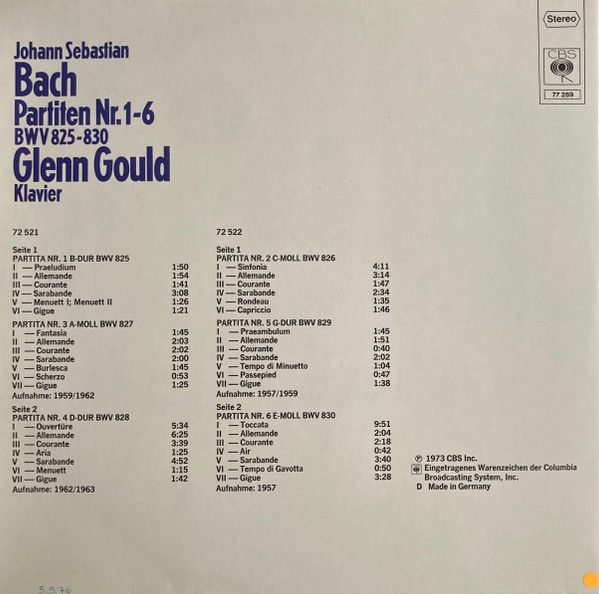 Johann Sebastian
Bach
Partiten Nr. 1-6
BWV 825-830
Glenn Gould
Klavier
Stereo
CBS
77 289
72 521
Seite 1
PARTITA NR. 1 B-DUR BWV 825
I — Praeludium 1:50
II — Allemande 1:54
III — Courante 1:41
IV — Sarabande 3:08
V — Menuett I; Menuett II 1:26
VI — Gigue 1:21
PARTITA NR. 3 A-MOLL BWV 827
I — Fantasia 1:45
II — Allemande 2:03
III — Courante 2:02
IV — Sarabande 2:00
V — Burlesca 1:45
VI — Scherzo 0:53
VII — Gigue 1:25
Aufnahme: 1959/1962
Seite 2
PARTITA NR. 4 D-DUR BWV 828
I — Ouvertüre 5:34
II — Allemande 6:25
III — Courante 3:39
IV — Aria 1:25
V — Sarabande 4:52
VI — Menuett 1:15
VII — Gigue 1:42
Aufnahme: 1962/1963
72 522
Seite 1
PARTITA NR. 2 C-MOLL BWV 826
I — Sinfonia 4:11
II — Allemande 3:14
III — Courante 1:47
IV — Sarabande 2:34
V — Rondeau 1:35
VI — Capriccio 1:46
PARTITA NR. 5 G-DUR BWV 829
I — Praeambulum 1:45
II — Allemande 1:51
III — Courante 0:40
IV — Sarabande 2:02
V — Tempo di Minuetto 1:04
VI — Passepied 0:47
VII — Gigue 1:38
Aufnahme: 1957/1959
Seite 2
PARTITA NR. 6 E-MOLL BWV 830
I — Toccata 9:51
II — Allemande 2:04
III — Courante 2:18
IV — Air 0:42
V — Sarabande 3:40
VI — Tempo di Gavotta 0:50
VII — Gigue 3:28
Aufnahme: 1957
℗ 1973 CBS Inc.
Eingetragenes Warenzeichen der Columbia
Broadcasting System, Inc.
D Made in Germany
5.5.76